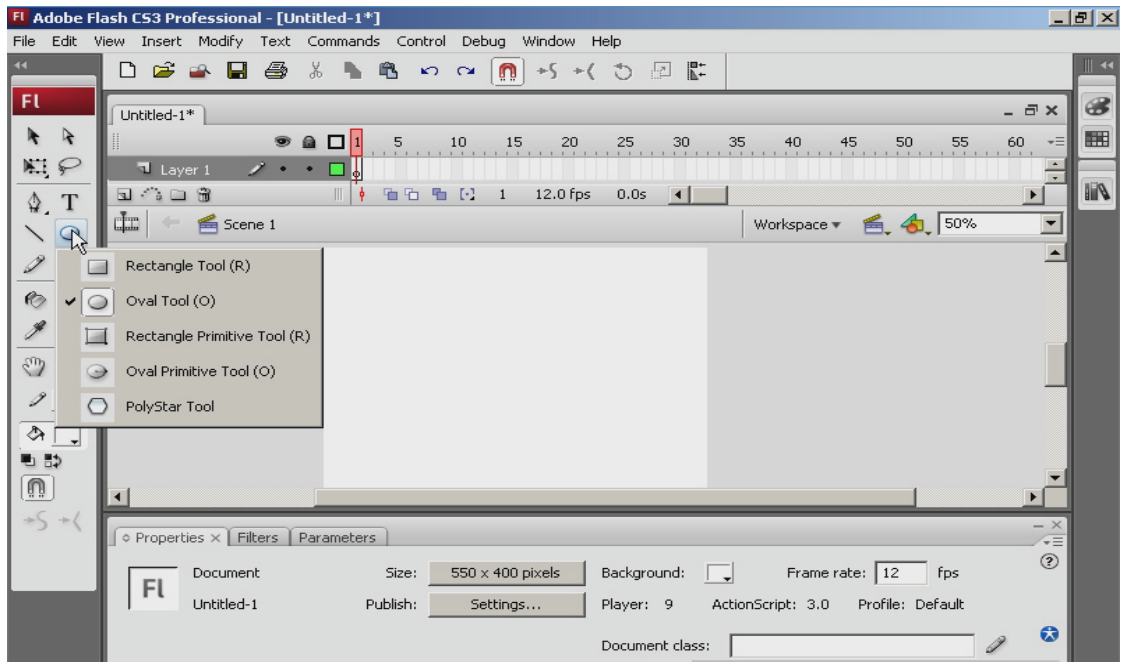 Fl Adobe Flash CS3 Professional - [Untitled-1*]
File Edit View Insert Modify Text Commands Control Debug Window Help
Fl
Untitled-1*
1 5 10 15 20 25 30 35 40 45 50 55 60
Layer 1
1 12.0 fps 0.0s
Scene 1 Workspace 50%
T
Rectangle Tool (R)
Oval Tool (O)
Rectangle Primitive Tool (R)
Oval Primitive Tool (O)
PolyStar Tool
Properties Filters Parameters
Fl Document Size: 550 x 400 pixels Background: Frame rate: 12 fps
Untitled-1 Publish: Settings... Player: 9 ActionScript: 3.0 Profile: Default
Document class: